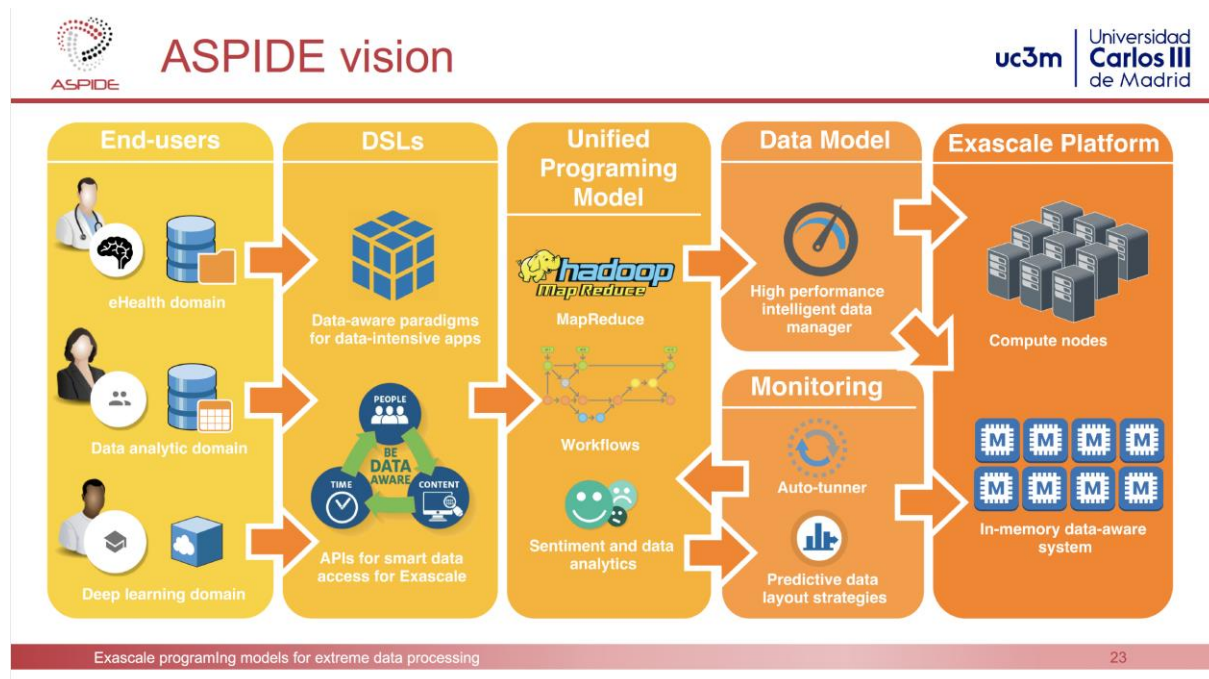 ASPIDE
ASPIDE vision
uc3m
Universidad
Carlos III
de Madrid
End-users
eHealth domain
Data analytic domain
Deep learning domain
DSLs
Data-aware paradigms
for data-intensive apps
PEOPLE
BE
DATA
AWARE
TIME
CONTENT
APIs for smart data
access for Exascale
Unified
Programing
Model
hadoop
Map Reduce
MapReduce
Workflows
Sentiment and data
analytics
Data Model
High performance
intelligent data
manager
Monitoring
Auto-tunner
Predictive data
layout strategies
Exascale Platform
Compute nodes
M M M M
M M M M
In-memory data-aware
system
Exascale programIng models for extreme data processing
23